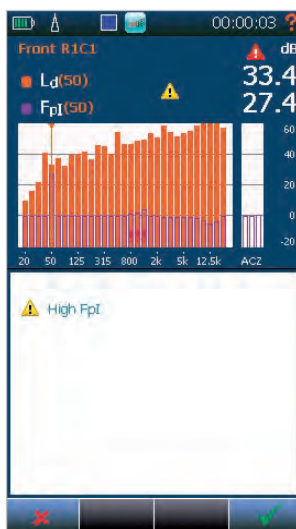 00:00:03 ?
Front R1C1 dB
Ld(50) 33.4
FpI(50) 27.4
60
40
20
0
-20
20 50 125 315 800 2k 5k 12.5k ACZ
High FpI